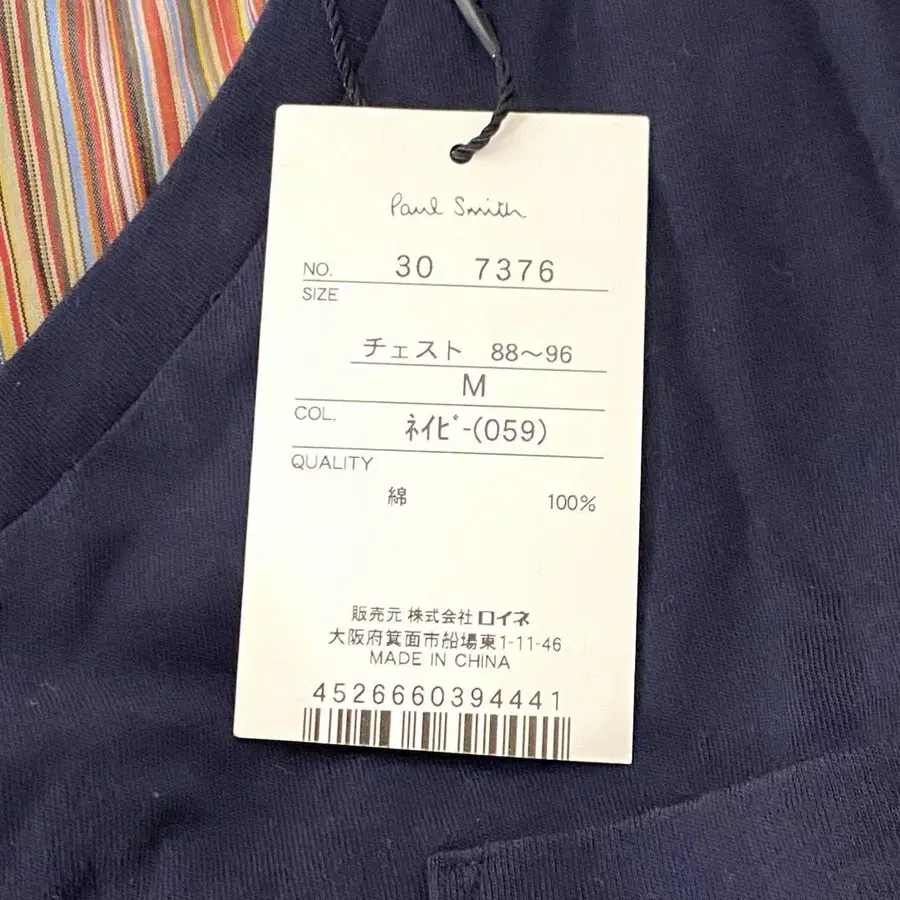 Paul Smith
NO. 30 7376
SIZE
チェスト 88～96
M
COL. ﾈｲﾋﾞｰ(059)
QUALITY
綿 100%
販売元 株式会社ロイネ
大阪府箕面市船場東1-11-46
MADE IN CHINA
4526660394441